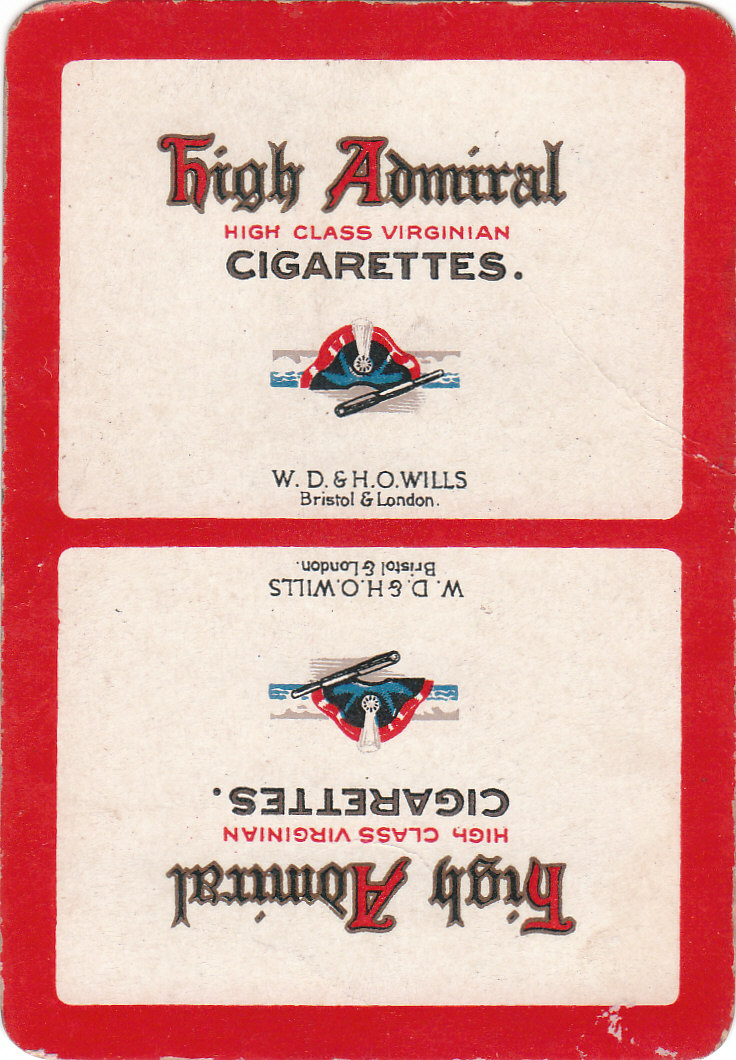 High Admiral
HIGH CLASS VIRGINIAN
CIGARETTES.
W. D. & H. O. WILLS
Bristol & London.
W. D. & H. O. WILLS
Bristol & London.
CIGARETTES.
HIGH CLASS VIRGINIAN
High Admiral